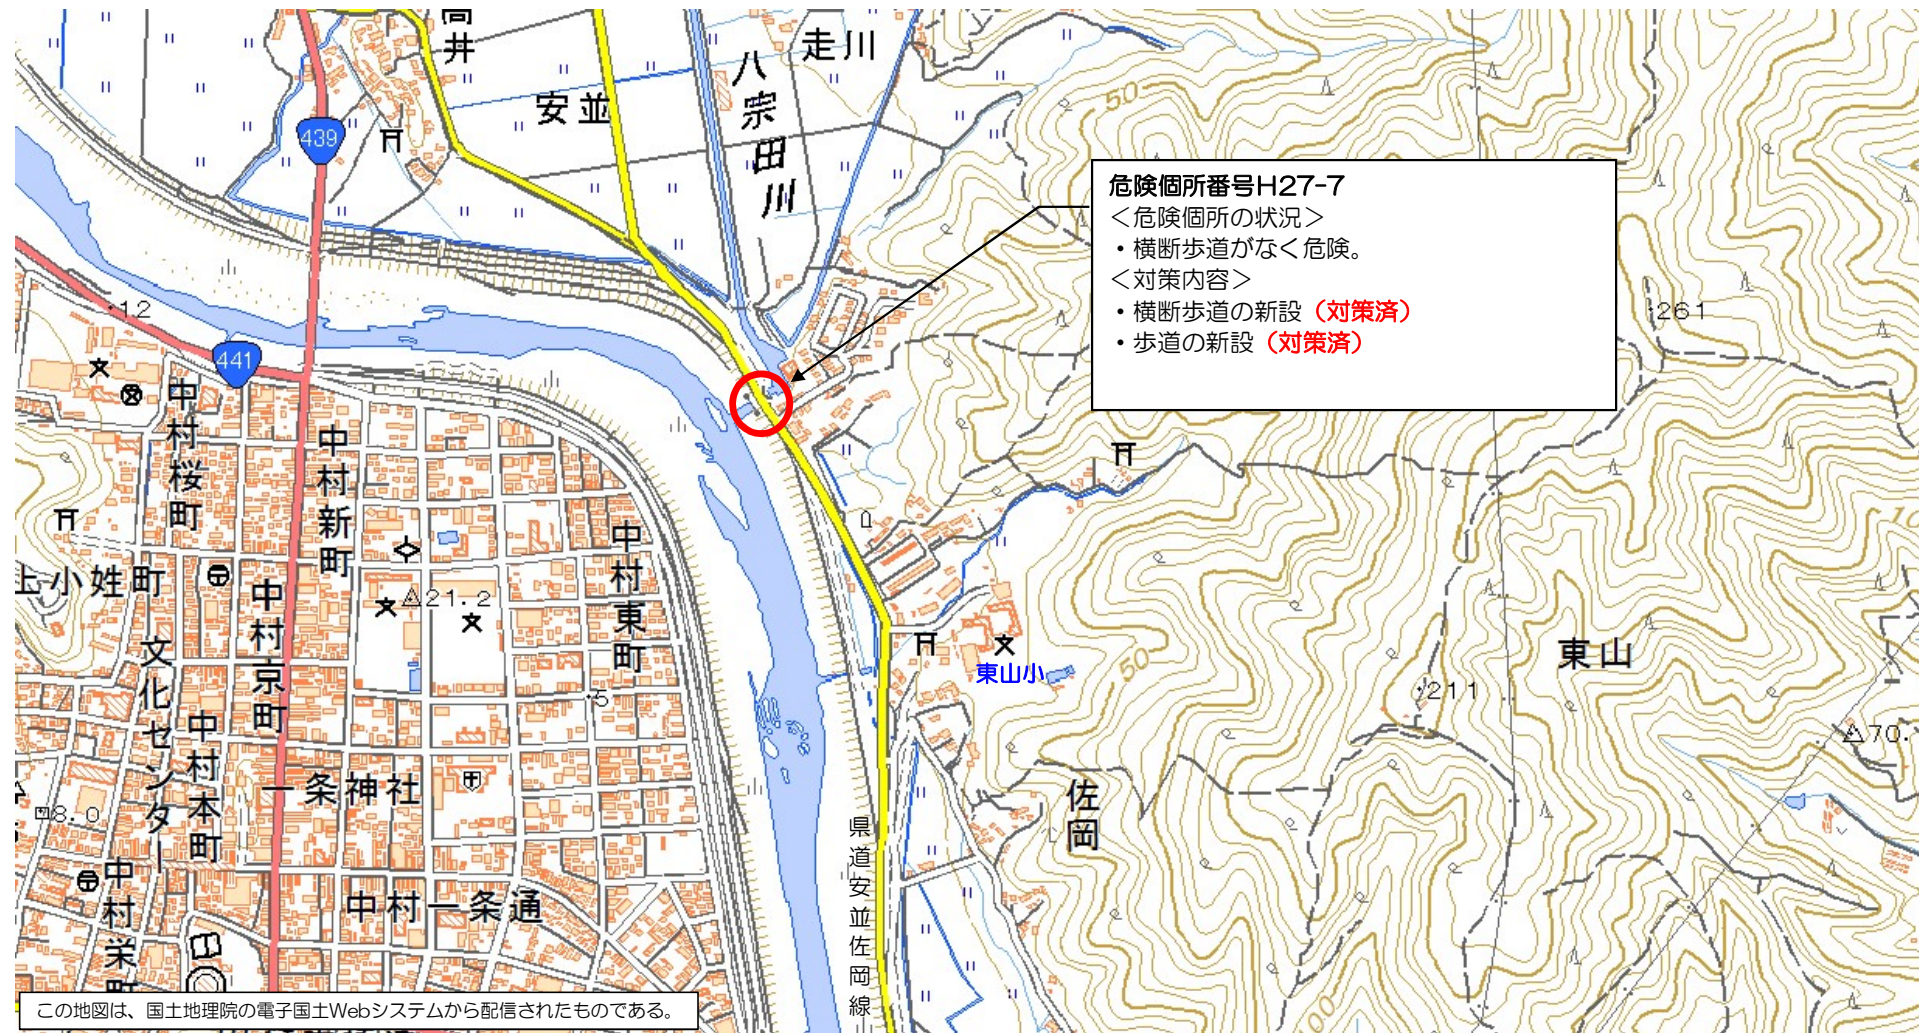 井
安並
走川
八宗田川
439
50
危険個所番号H27-7
＜危険個所の状況＞
・横断歩道がなく危険。
＜対策内容＞
・横断歩道の新設（対策済）
・歩道の新設（対策済）
12
441
261
中村桜町
中村新町
中村東町
上小姓町
中村京町
21.2
文化センター
中村本町
5
東山小
50
東山
211
70.
一条神社
8.0
佐岡
県道安並佐岡線
中村一条通
中村栄町
100
10
この地図は、国土地理院の電子国土Webシステムから配信されたものである。